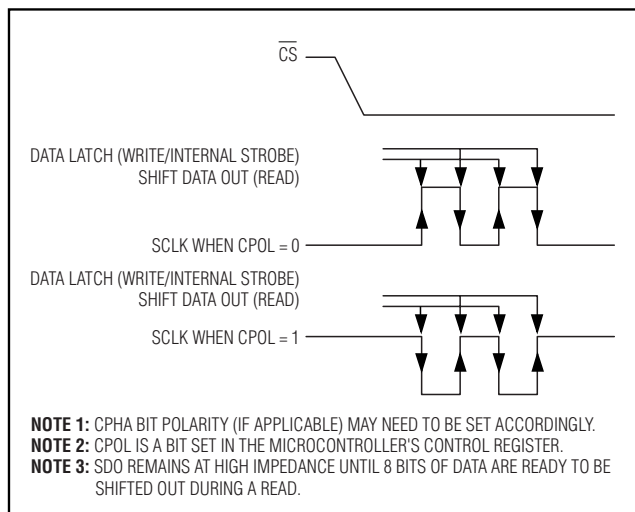 CS
DATA LATCH (WRITE/INTERNAL STROBE)
SHIFT DATA OUT (READ)
SCLK WHEN CPOL = 0
DATA LATCH (WRITE/INTERNAL STROBE)
SHIFT DATA OUT (READ)
SCLK WHEN CPOL = 1
NOTE 1: CPHA BIT POLARITY (IF APPLICABLE) MAY NEED TO BE SET ACCORDINGLY.
NOTE 2: CPOL IS A BIT SET IN THE MICROCONTROLLER'S CONTROL REGISTER.
NOTE 3: SDO REMAINS AT HIGH IMPEDANCE UNTIL 8 BITS OF DATA ARE READY TO BE
SHIFTED OUT DURING A READ.